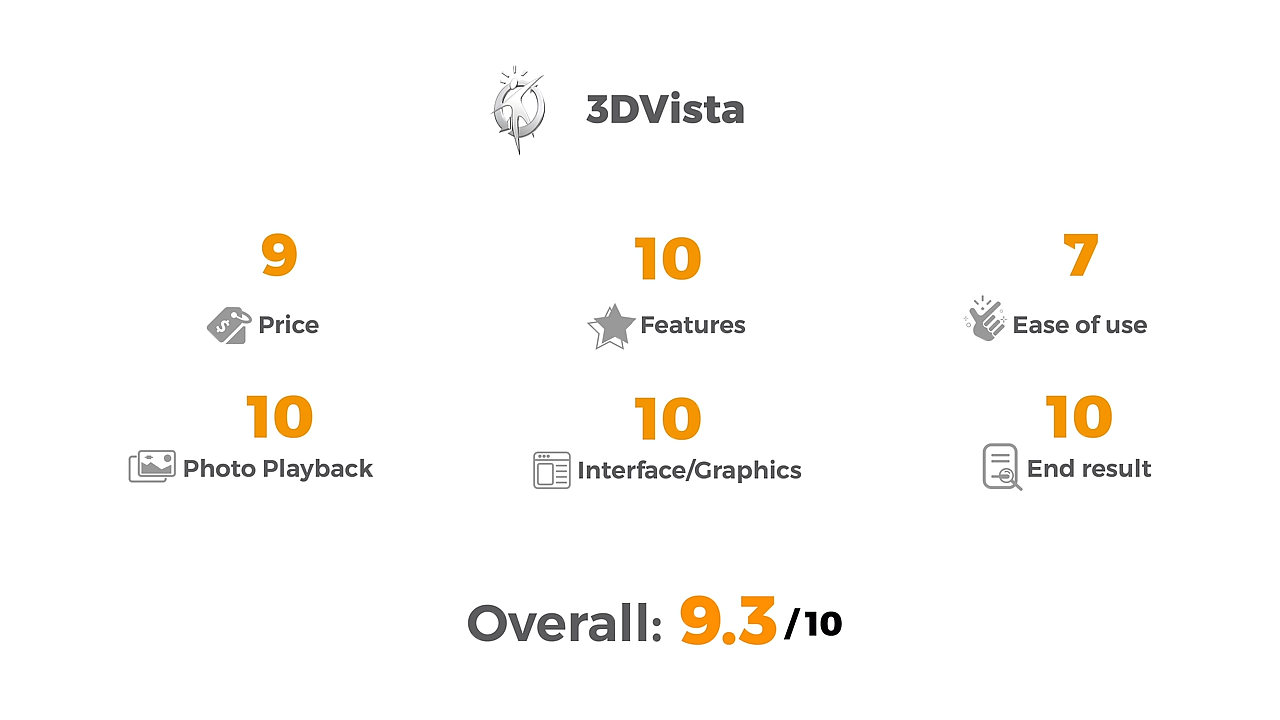 3DVista
9 10 7
Price Features Ease of use
10 10 10
Photo Playback Interface/Graphics End result
Overall: 9.3/10